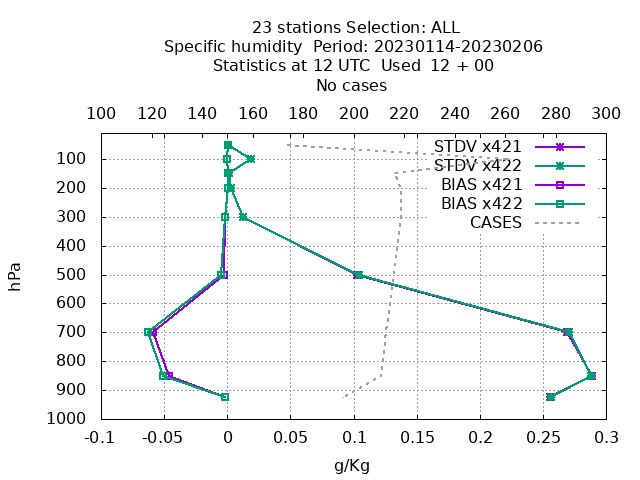 23 stations Selection: ALL
Specific humidity  Period: 20230114-20230206
Statistics at 12 UTC  Used  12 + 00
No cases
100 120 140 160 180 200 220 240 260 280 300
STDV x421
STDV x422
BIAS x421
BIAS x422
CASES
hPa
100
200
300
400
500
600
700
800
900
1000
-0.1 -0.05 0 0.05 0.1 0.15 0.2 0.25 0.3
g/Kg